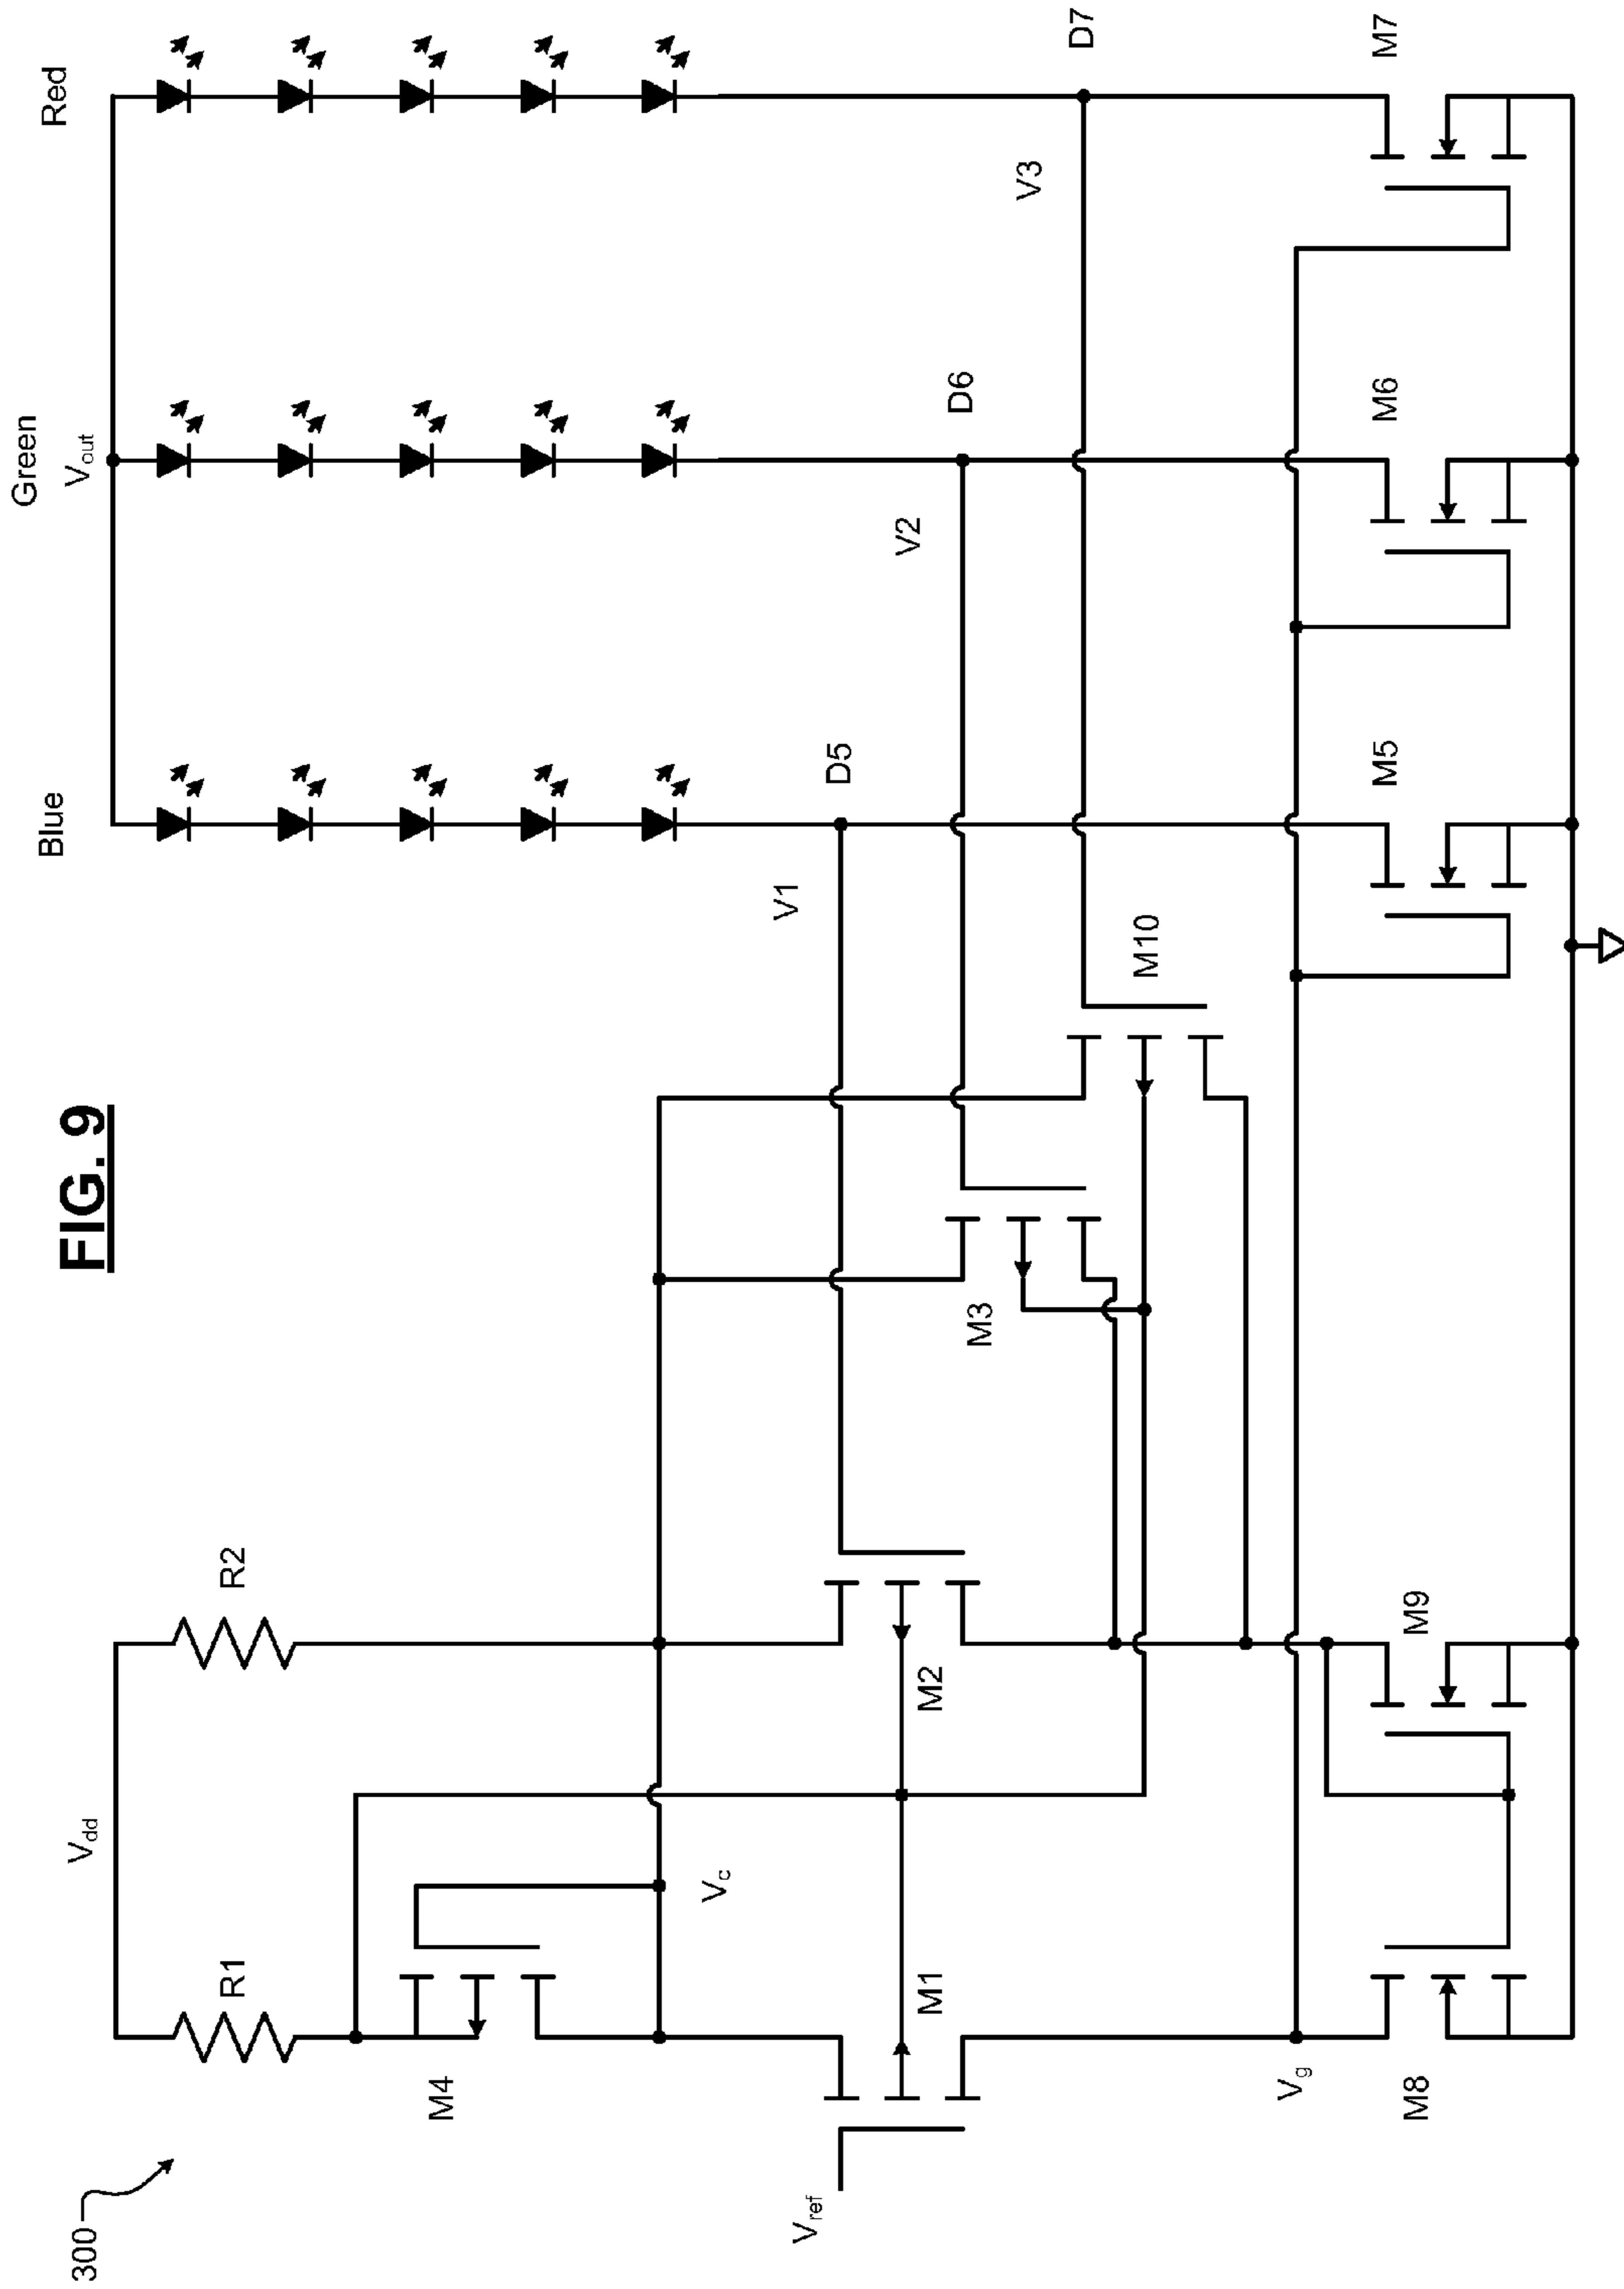 FIG. 9
300
Vdd
Blue
Green
Vout
Red
R1
R2
M4
Vc
V1
D5
V2
D6
V3
D7
Vref
M1
M2
M3
M10
Vg
M8
M9
M5
M6
M7